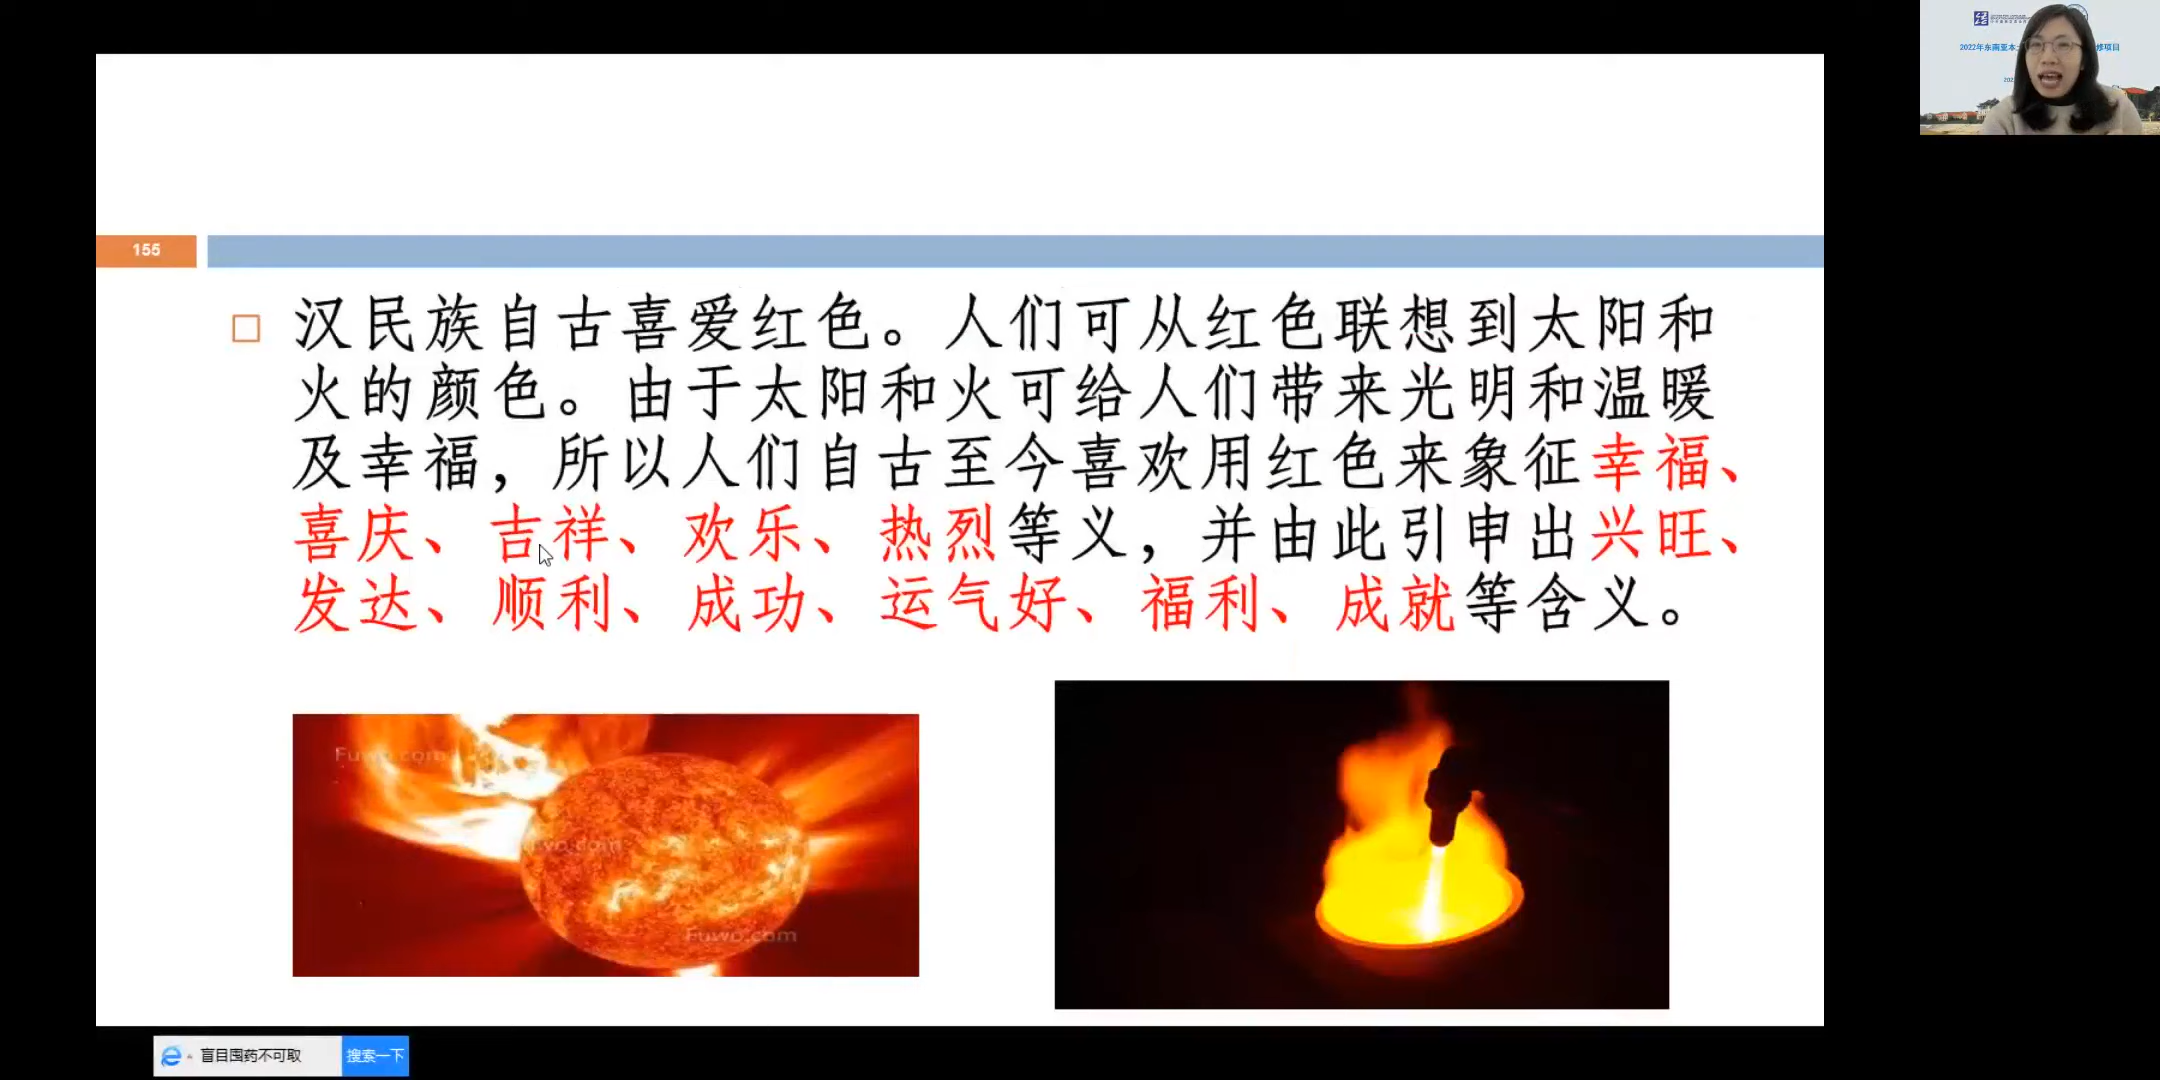 2022年东南亚本
修项目
155
汉民族自古喜爱红色。人们可从红色联想到太阳和
火的颜色。由于太阳和火可给人们带来光明和温暖
及幸福，所以人们自古至今喜欢用红色来象征幸福、
喜庆、吉祥、欢乐、热烈等义，并由此引申出兴旺、
发达、顺利、成功、运气好、福利、成就等含义。
Fuwo.com
Fuwo.com
盲目囤药不可取
搜索一下